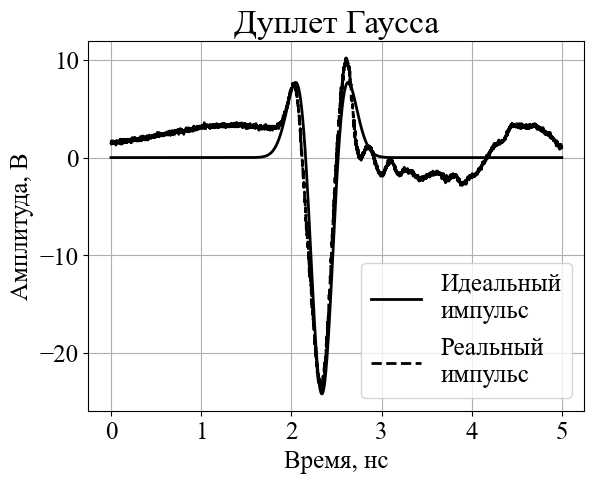 Дуплет Гаусса
10
0
−10
−20
Амплитуда, В
Идеальный
импульс
Реальный
импульс
0 1 2 3 4 5
Время, нс